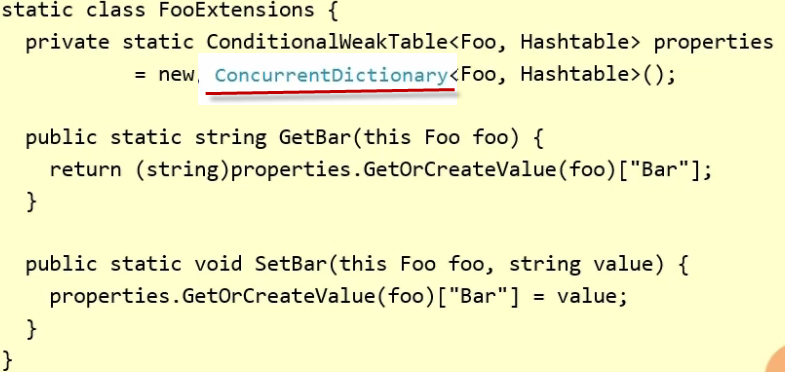 static class FooExtensions {
private static ConditionalWeakTable<Foo, Hashtable> properties
= new ConcurrentDictionary<Foo, Hashtable>();
public static string GetBar(this Foo foo) {
return (string)properties.GetOrCreateValue(foo)["Bar"];
}
public static void SetBar(this Foo foo, string value) {
properties.GetOrCreateValue(foo)["Bar"] = value;
}
}